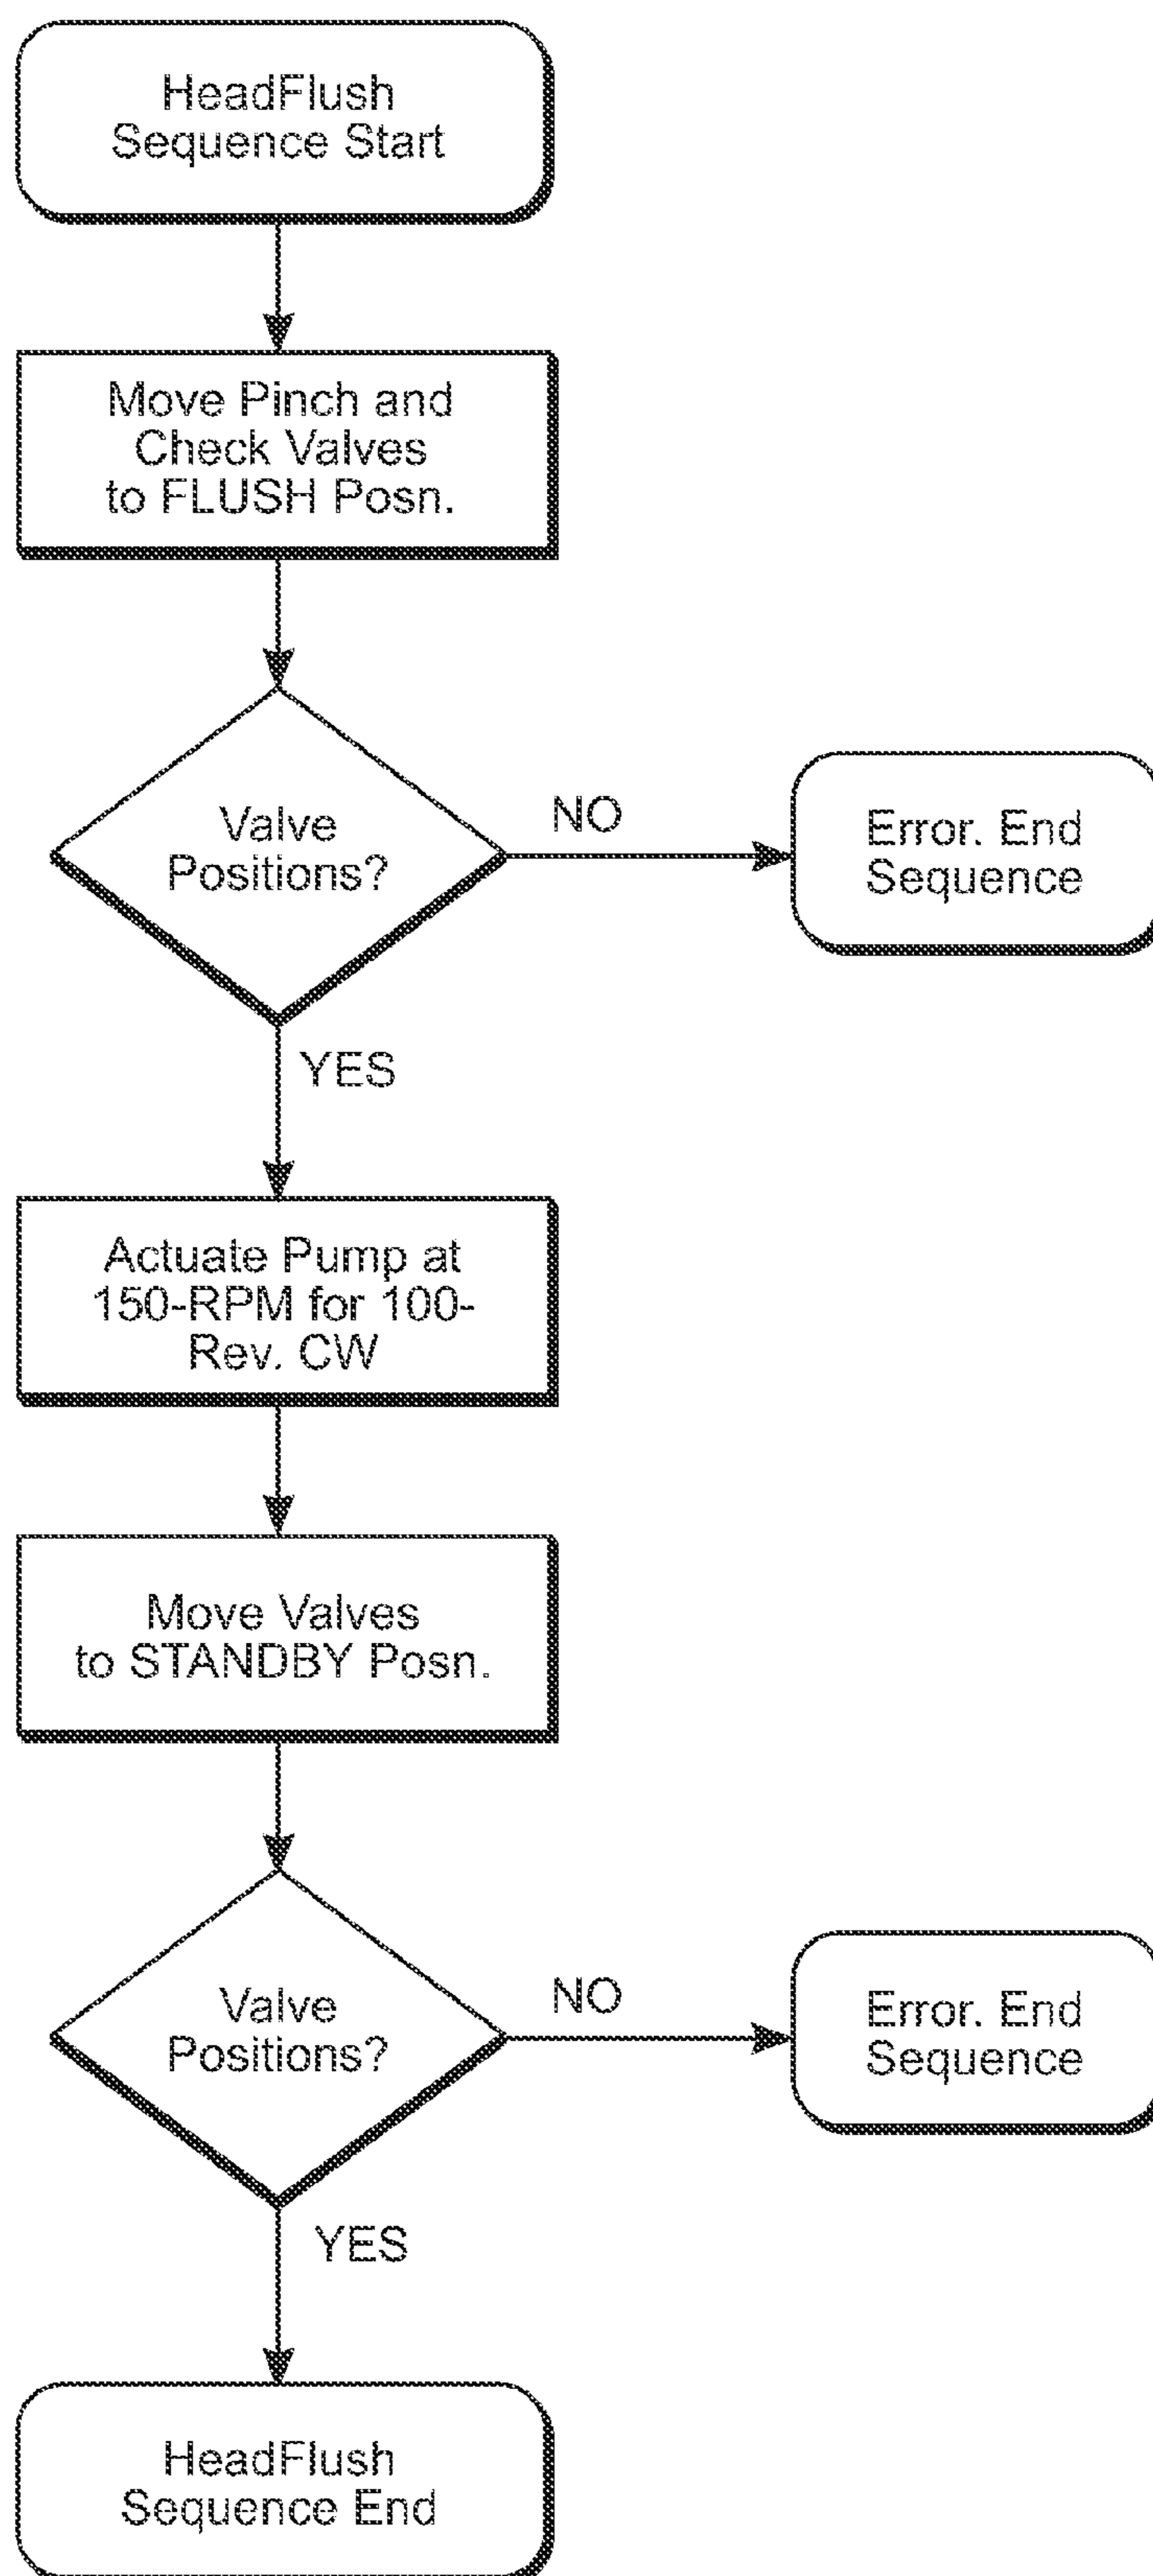 HeadFlush
Sequence Start
Move Pinch and
Check Valves
to FLUSH Posn.
Valve
Positions?
NO
Error. End
Sequence
YES
Actuate Pump at
150-RPM for 100-
Rev. CW
Move Valves
to STANDBY Posn.
Valve
Positions?
NO
Error. End
Sequence
YES
HeadFlush
Sequence End